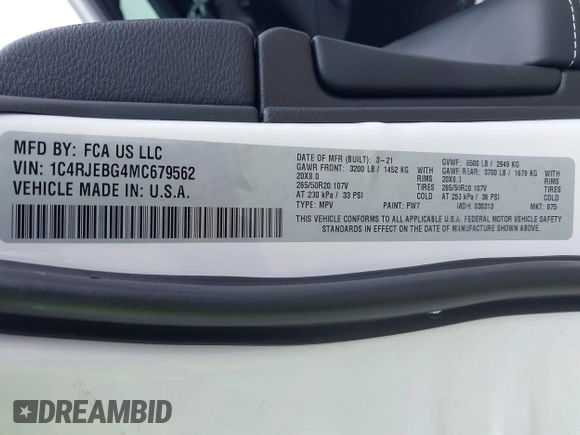 MFD BY: FCA US LLC
VIN: 1C4RJEBG4MC679562
VEHICLE MADE IN: U.S.A.
DATE OF MFR (BUILT): 3-21
GAWR FRONT: 3200 LB / 1452 KG
20X8.0
265/50R20 107V
AT 230 kPa / 33 PSI
TYPE: MPV
WITH
RIMS
TIRES
COLD
PAINT: PW7
GVWR: 6500 LB / 2949 KG
GAWR REAR: 3700 LB / 1679 KG
20X8.0
265/50R20 107V
AT 250 kPa / 36 PSI
MDH: 030313
WITH
RIMS
TIRES
COLD
MKT: 875
THIS VEHICLE CONFORMS TO ALL APPLICABLE U.S.A. FEDERAL MOTOR VEHICLE SAFETY
STANDARDS IN EFFECT ON THE DATE OF MANUFACTURE SHOWN ABOVE.
DREAMBID